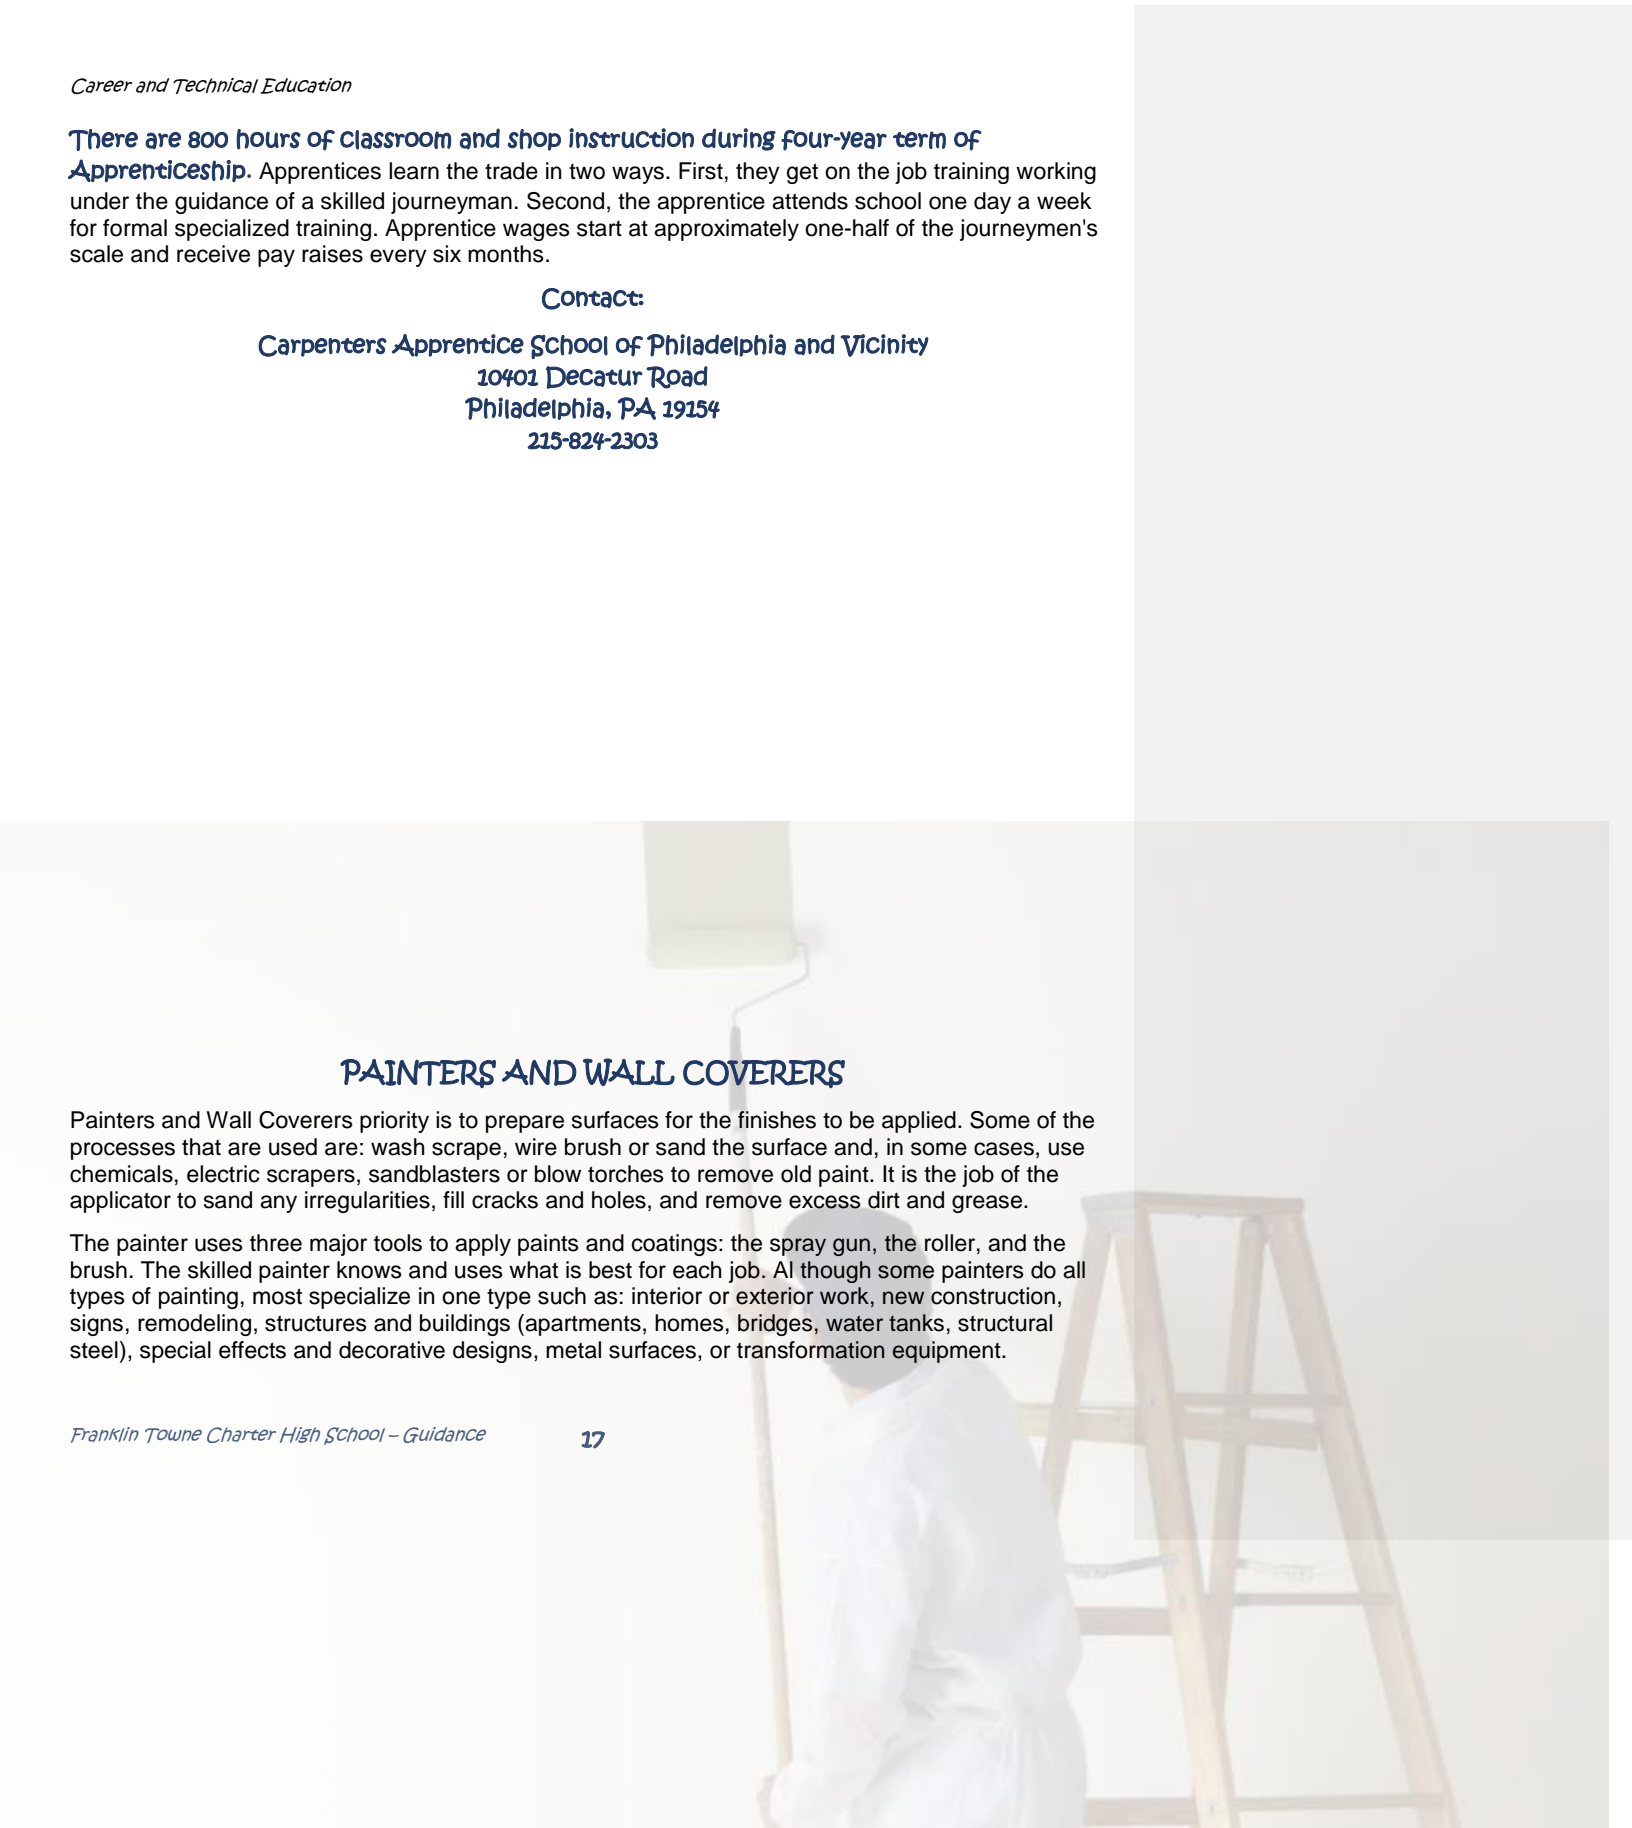 Career and Technical Education
There are 800 hours of classroom and shop instruction during four-year term of
Apprenticeship. Apprentices learn the trade in two ways. First, they get on the job training working
under the guidance of a skilled journeyman. Second, the apprentice attends school one day a week
for formal specialized training. Apprentice wages start at approximately one-half of the journeymen's
scale and receive pay raises every six months.
Contact:
Carpenters Apprentice School of Philadelphia and Vicinity
10401 Decatur Road
Philadelphia, PA 19154
215-824-2303
PAINTERS AND WALL COVERERS
Painters and Wall Coverers priority is to prepare surfaces for the finishes to be applied. Some of the
processes that are used are: wash scrape, wire brush or sand the surface and, in some cases, use
chemicals, electric scrapers, sandblasters or blow torches to remove old paint. It is the job of the
applicator to sand any irregularities, fill cracks and holes, and remove excess dirt and grease.
The painter uses three major tools to apply paints and coatings: the spray gun, the roller, and the
brush. The skilled painter knows and uses what is best for each job. Al though some painters do all
types of painting, most specialize in one type such as: interior or exterior work, new construction,
signs, remodeling, structures and buildings (apartments, homes, bridges, water tanks, structural
steel), special effects and decorative designs, metal surfaces, or transformation equipment.
Franklin Towne Charter High School – Guidance 17